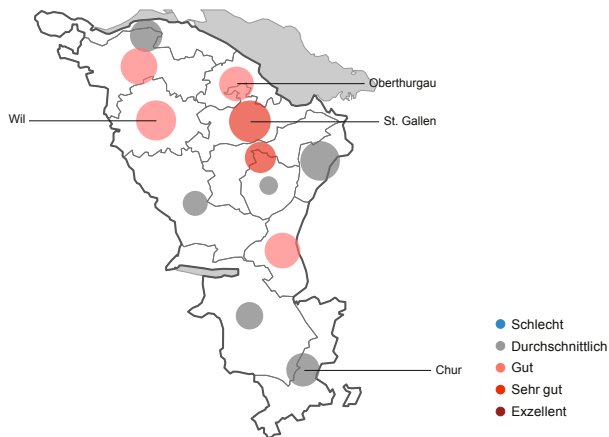 Oberthurgau
Wil
St. Gallen
Chur
Schlecht
Durchschnittlich
Gut
Sehr gut
Exzellent